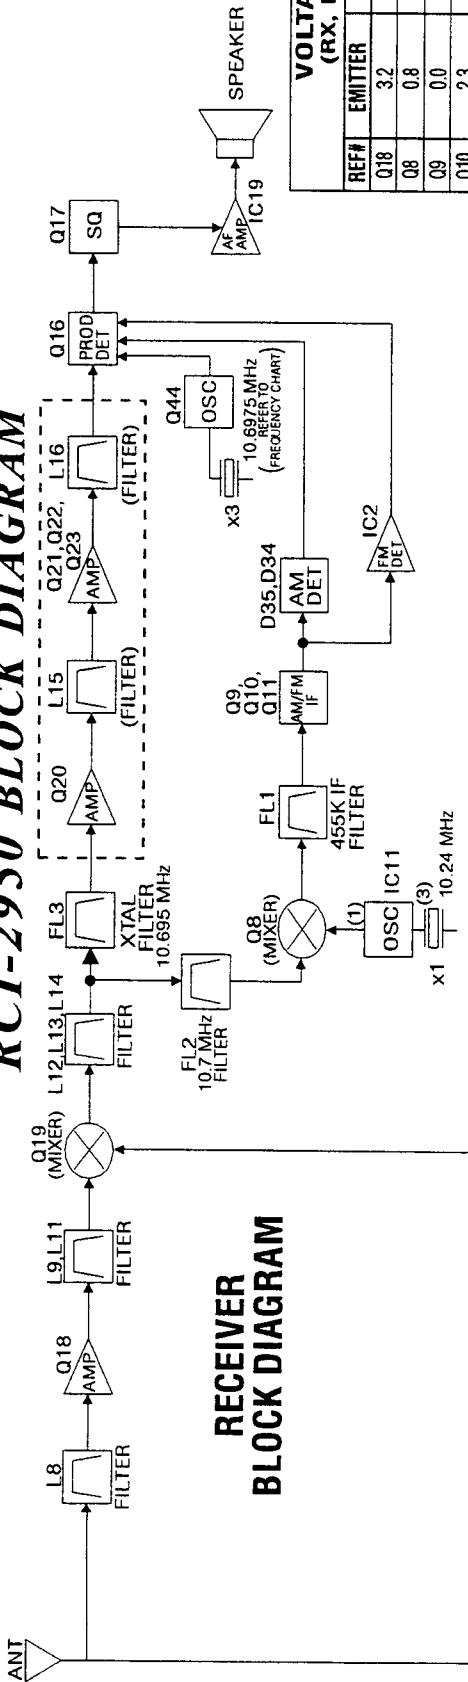 RCI-2950 BLOCK DIAGRAM
RECEIVER
BLOCK DIAGRAM
ANT
L8
FILTER
Q18
AMP
L9,L11
FILTER
Q19
(MIXER)
L12,L13,L14
FILTER
FL3
XTAL
FILTER
10.695 MHz
Q20
AMP
L15
(FILTER)
Q21,Q22,
Q23
AMP
L16
(FILTER)
Q16
PROD
DET
Q17
SQ
AF
AMP
IC19
SPEAKER
FL2
10.7 MHz
FILTER
Q8
(MIXER)
(1)
OSC
IC11
(3)
x1
10.24 MHz
FL1
455K IF
FILTER
Q9,
Q10,
Q11
AM/FM
IF
D35,D34
AM
DET
IC2
FM
DET
Q44
OSC
x3
10.6975 MHz
REFER TO
(FREQUENCY CHART)
VOLTA
(RX,
REF# EMITTER
Q18 3.2
Q8 0.8
Q9 0.0
Q10 2.3